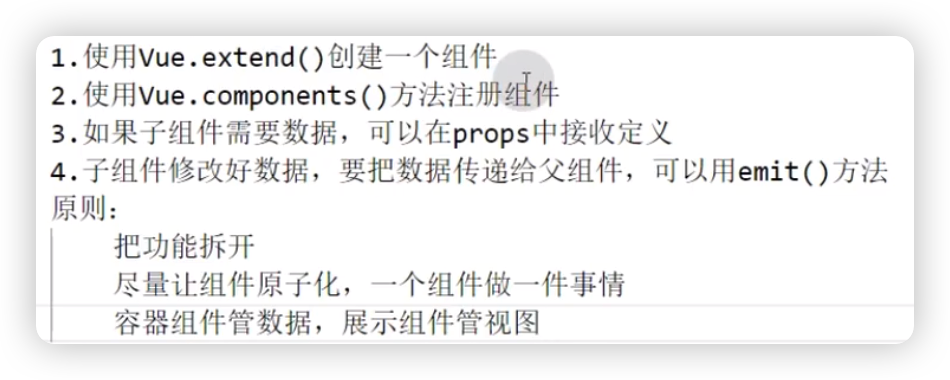 1.使用Vue.extend()创建一个组件
2.使用Vue.components()方法注册组件
3.如果子组件需要数据，可以在props中接收定义
4.子组件修改好数据，要把数据传递给父组件，可以用emit()方法
原则：
把功能拆开
尽量让组件原子化，一个组件做一件事情
容器组件管数据，展示组件管视图